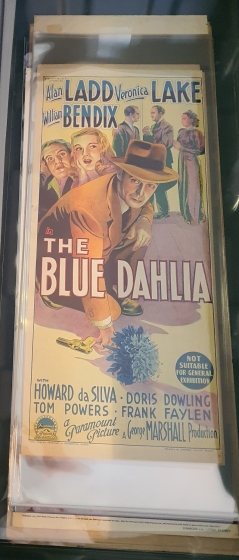 Alan LADD Veronica LAKE
William BENDIX
in
THE
BLUE DAHLIA
NOT
SUITABLE
FOR GENERAL
EXHIBITION
WITH
HOWARD da SILVA · DORIS DOWLING
TOM POWERS · FRANK FAYLEN
a Paramount Picture
A George MARSHALL Production